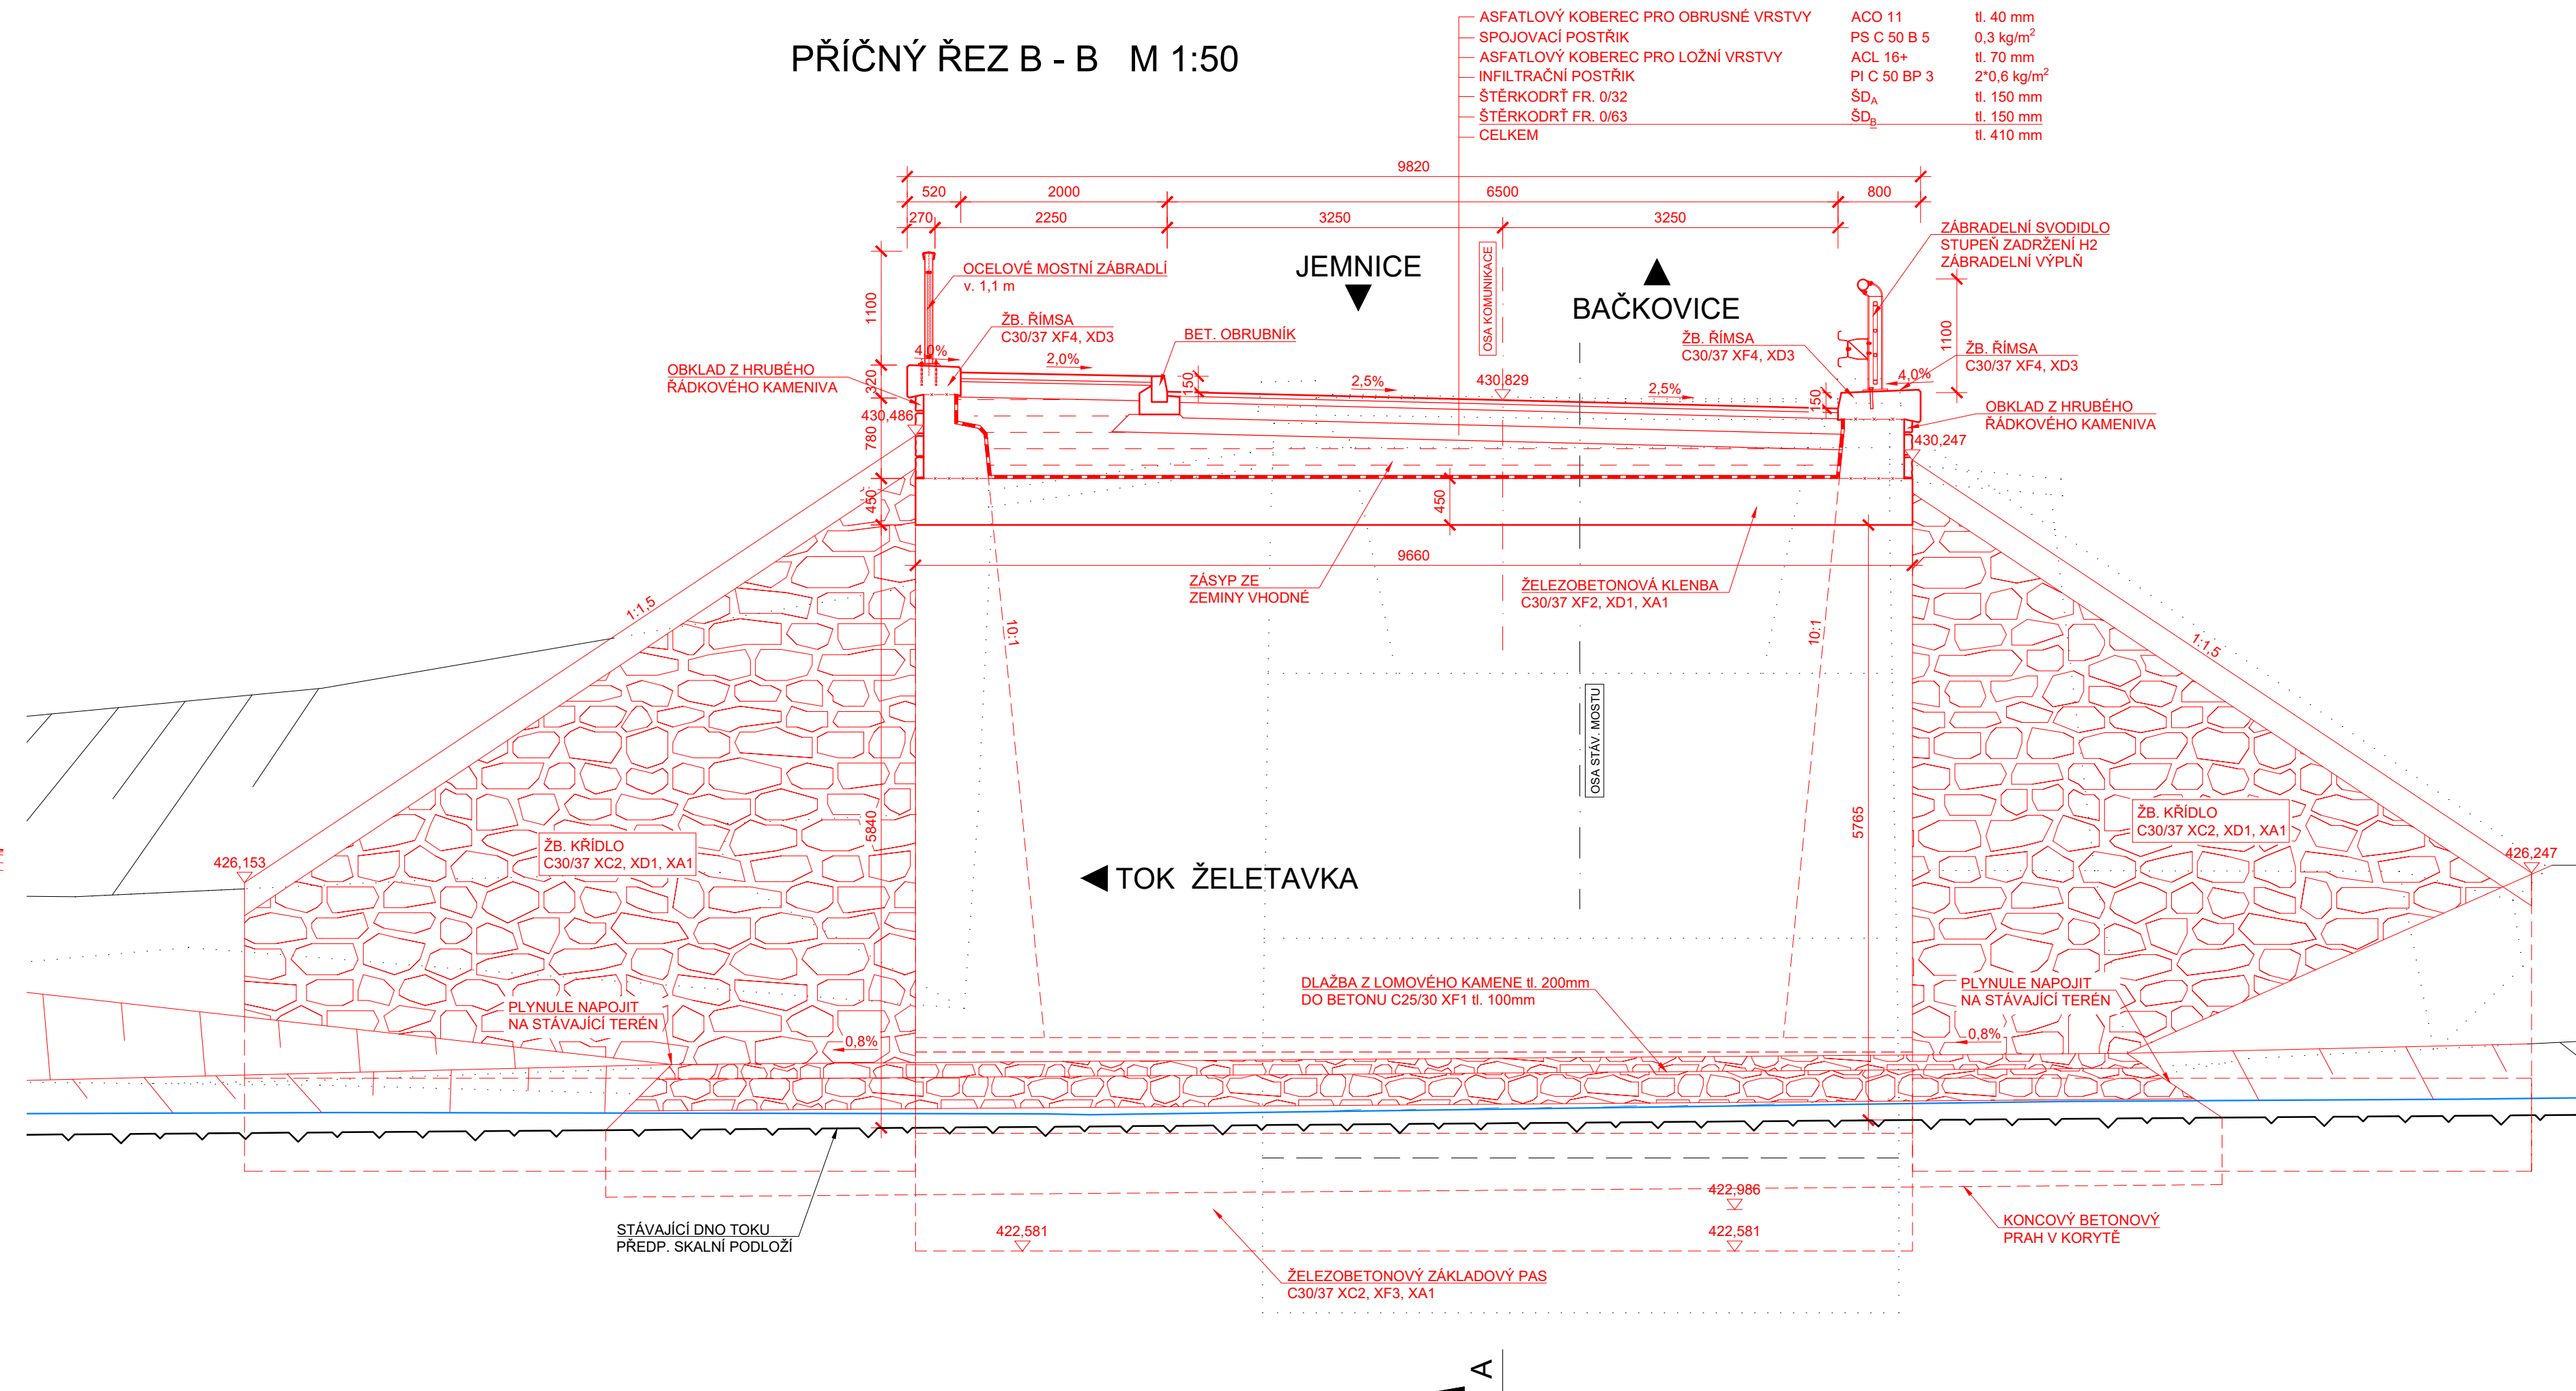 PŘÍČNÝ ŘEZ B - B M 1:50
ASFATLOVÝ KOBEREC PRO OBRUSNÉ VRSTVY ACO 11 tl. 40 mm
SPOJOVACÍ POSTŘIK PS C 50 B 5 0,3 kg/m²
ASFATLOVÝ KOBEREC PRO LOŽNÍ VRSTVY ACL 16+ tl. 70 mm
INFILTRAČNÍ POSTŘIK PI C 50 BP 3 2*0,6 kg/m²
ŠTĚRKODRŤ FR. 0/32 ŠDA tl. 150 mm
ŠTĚRKODRŤ FR. 0/63 ŠDB tl. 150 mm
CELKEM tl. 410 mm
9820
520 2000 6500 800
270 2250 3250 3250
OCELOVÉ MOSTNÍ ZÁBRADLÍ
v. 1,1 m
JEMNICE
OSA KOMUNIKACE
BAČKOVICE
ZÁBRADELNÍ SVODIDLO
STUPEŇ ZADRŽENÍ H2
ZÁBRADELNÍ VÝPLŇ
1100
1100
ŽB. ŘÍMSA
C30/37 XF4, XD3
BET. OBRUBNÍK
ŽB. ŘÍMSA
C30/37 XF4, XD3
ŽB. ŘÍMSA
C30/37 XF4, XD3
4,0%
2,0%
OBKLAD Z HRUBÉHO
ŘÁDKOVÉHO KAMENIVA
320
150
2,5%
430,829
2,5%
150
4,0%
OBKLAD Z HRUBÉHO
ŘÁDKOVÉHO KAMENIVA
430,486
780
430,247
450
450
9660
ZÁSYP ZE
ZEMINY VHODNÉ
ŽELEZOBETONOVÁ KLENBA
C30/37 XF2, XD1, XA1
1:1,5
10:1
10:1
1:1,5
OSA STÁV. MOSTU
5840
5765
ŽB. KŘÍDLO
C30/37 XC2, XD1, XA1
ŽB. KŘÍDLO
C30/37 XC2, XD1, XA1
426,153
426,247
TOK ŽELETAVKA
DLAŽBA Z LOMOVÉHO KAMENE tl. 200mm
DO BETONU C25/30 XF1 tl. 100mm
PLYNULE NAPOJIT
NA STÁVAJÍCÍ TERÉN
PLYNULE NAPOJIT
NA STÁVAJÍCÍ TERÉN
0,8%
0,8%
422,986
STÁVAJÍCÍ DNO TOKU
PŘEDP. SKALNÍ PODLOŽÍ
422,581
422,581
KONCOVÝ BETONOVÝ
PRAH V KORYTĚ
ŽELEZOBETONOVÝ ZÁKLADOVÝ PAS
C30/37 XC2, XF3, XA1
A